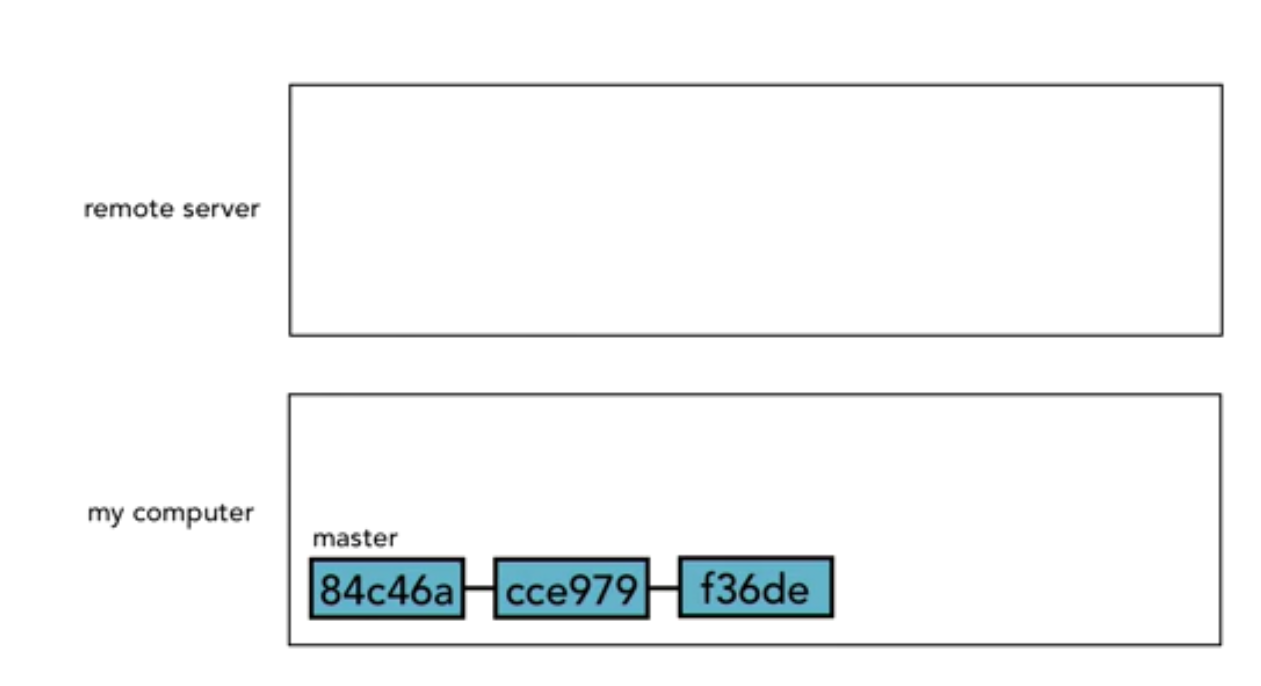 remote server
my computer
master
84c46a
cce979
f36de